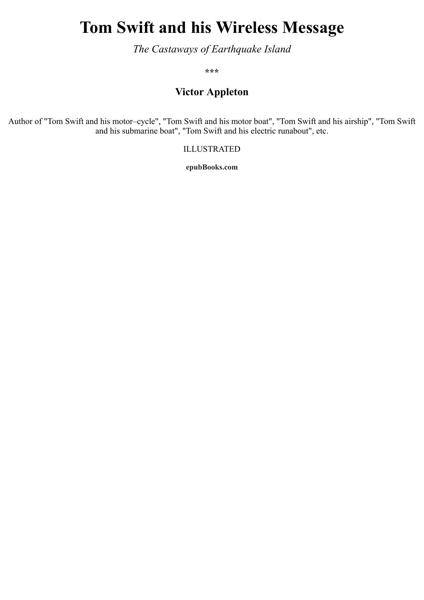 Tom Swift and his Wireless Message
The Castaways of Earthquake Island
***
Victor Appleton
Author of "Tom Swift and his motor–cycle", "Tom Swift and his motor boat", "Tom Swift and his airship", "Tom Swift
and his submarine boat", "Tom Swift and his electric runabout", etc.
ILLUSTRATED
epubBooks.com